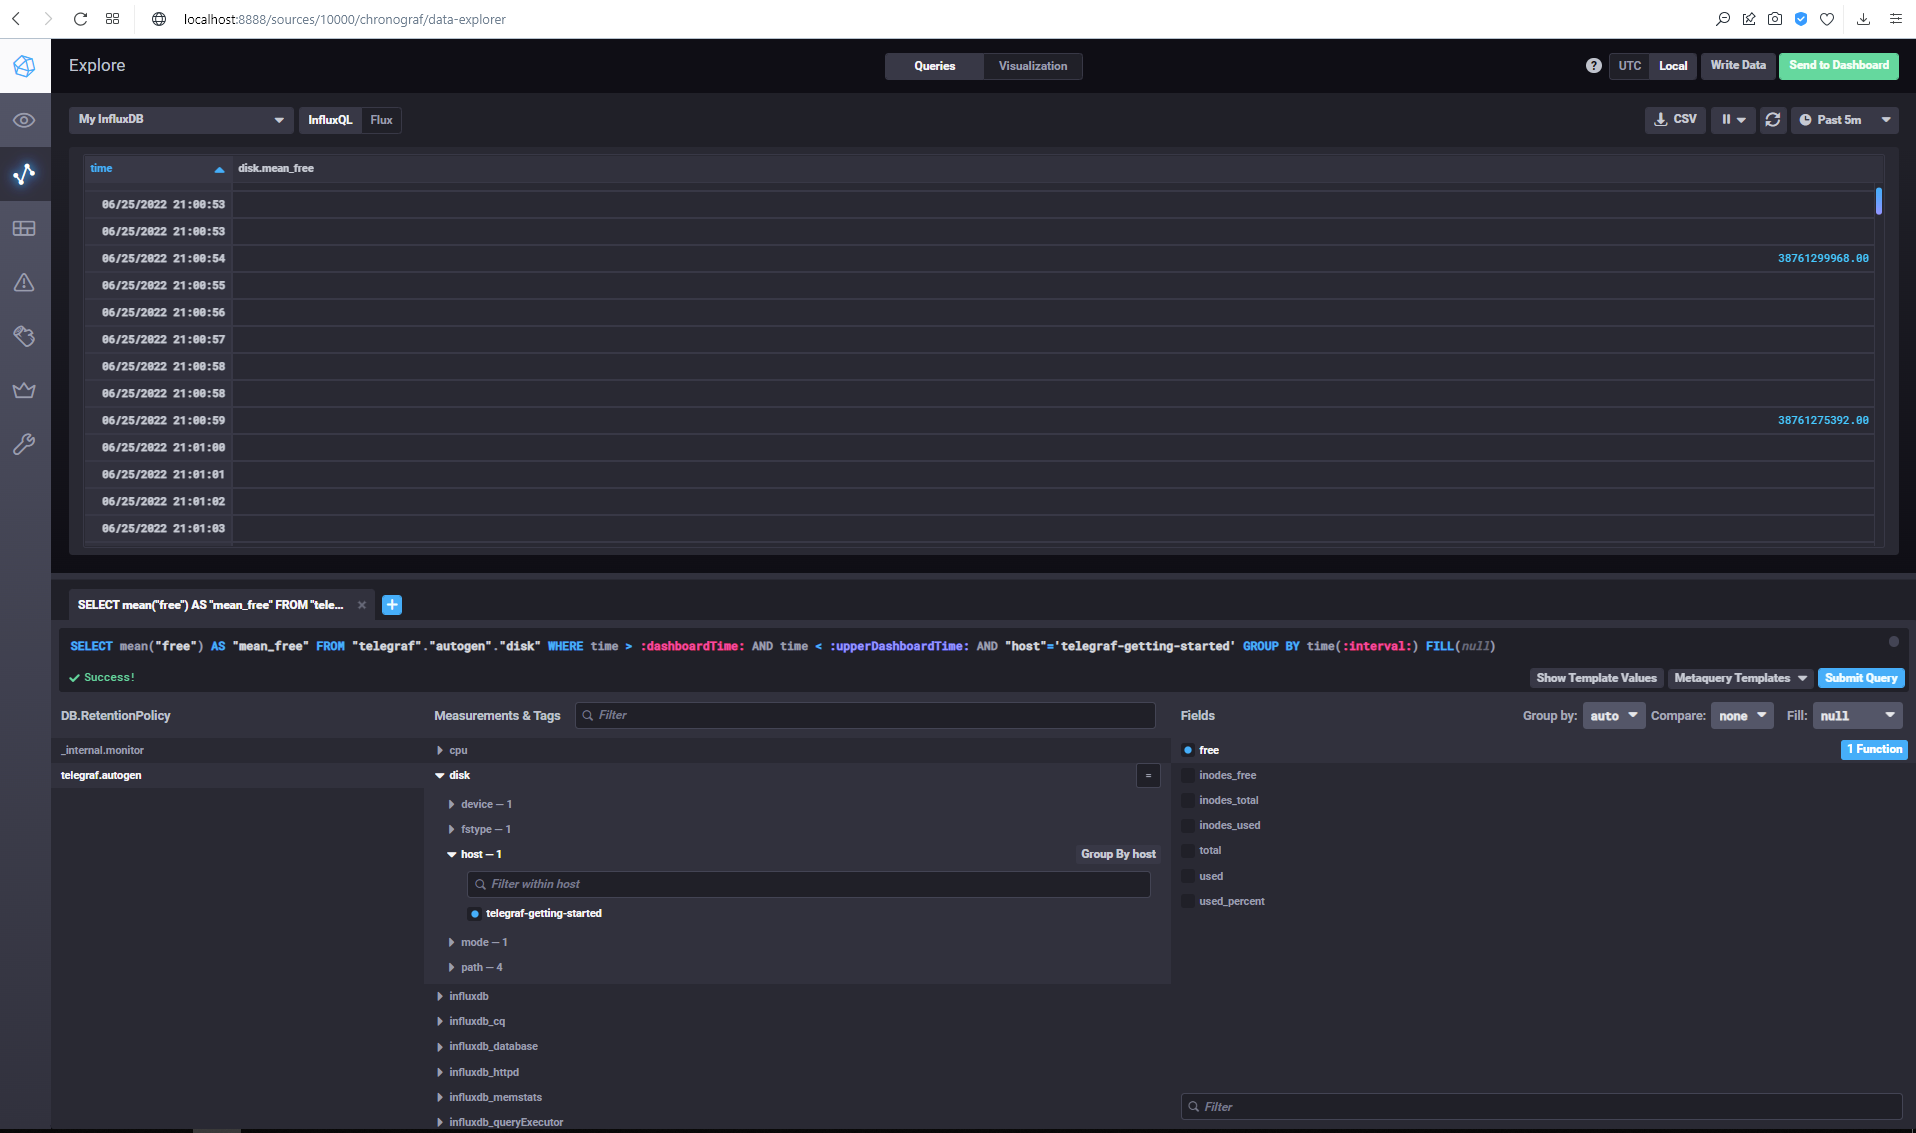 localhost:8888/sources/10000/chronograf/data-explorer
Explore
Queries Visualization
? UTC Local Write Data Send to Dashboard
My InfluxDB InfluxQL Flux
CSV Past 5m
time disk.mean_free
06/25/2022 21:00:53
06/25/2022 21:00:53
06/25/2022 21:00:54 38761299968.00
06/25/2022 21:00:55
06/25/2022 21:00:56
06/25/2022 21:00:57
06/25/2022 21:00:58
06/25/2022 21:00:58
06/25/2022 21:00:59 38761275392.00
06/25/2022 21:01:00
06/25/2022 21:01:01
06/25/2022 21:01:02
06/25/2022 21:01:03
SELECT mean("free") AS "mean_free" FROM "tele...
SELECT mean("free") AS "mean_free" FROM "telegraf"."autogen"."disk" WHERE time > :dashboardTime: AND time < :upperDashboardTime: AND "host"='telegraf-getting-started' GROUP BY time(:interval:) FILL(null)
Success!
Show Template Values Metaquery Templates Submit Query
DB.RetentionPolicy
_internal.monitor
telegraf.autogen
Measurements & Tags Filter
cpu
disk =
device — 1
fstype — 1
host — 1 Group By host
Filter within host
telegraf-getting-started
mode — 1
path — 4
influxdb
influxdb_cq
influxdb_database
influxdb_httpd
influxdb_memstats
influxdb_queryExecutor
Fields Group by: auto Compare: none Fill: null
free 1 Function
inodes_free
inodes_total
inodes_used
total
used
used_percent
Filter